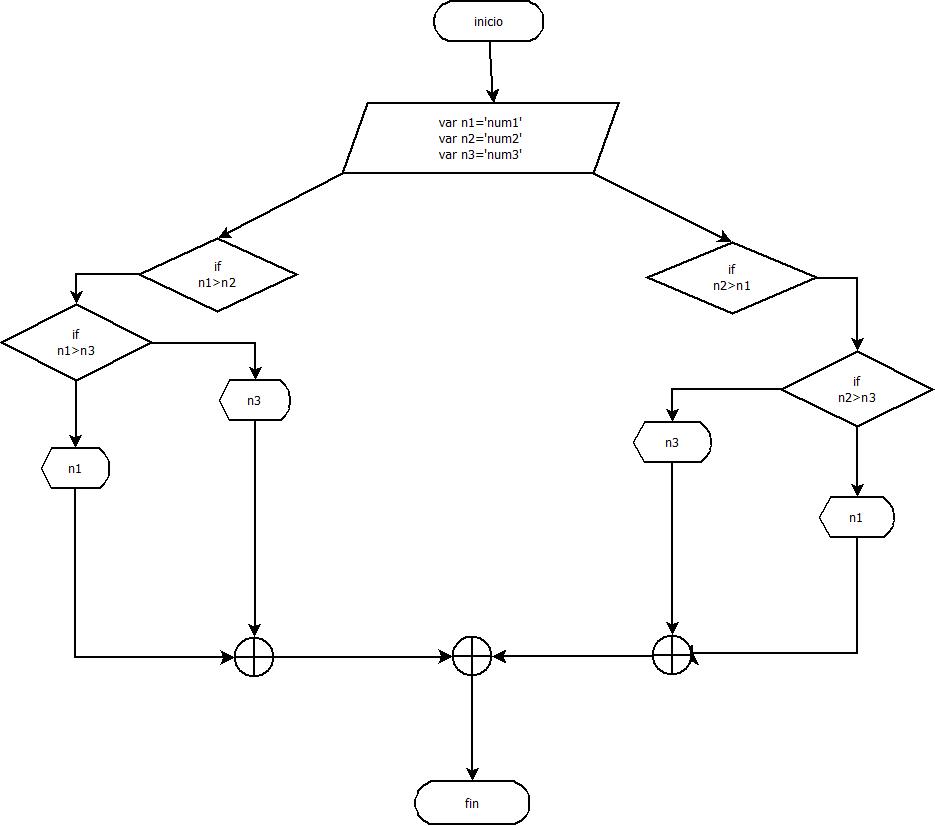 inicio
var n1='num1'
var n2='num2'
var n3='num3'
if
n1>n2
if
n2>n1
if
n1>n3
if
n2>n3
n3
n3
n1
n1
fin